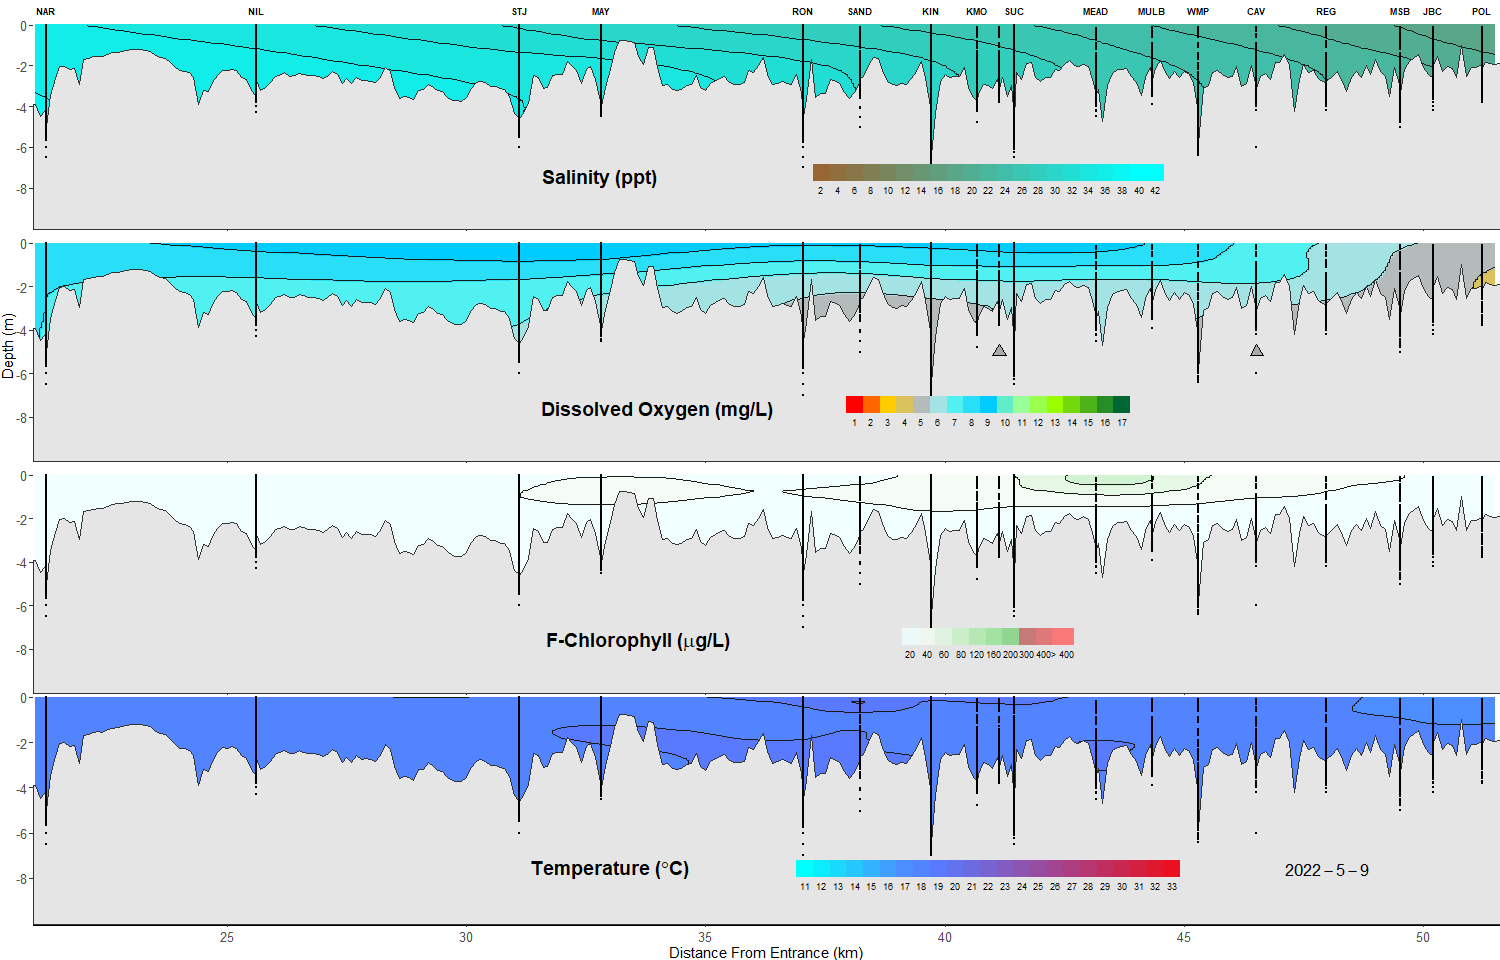 NAR NIL STJ MAY RON SAND KIN KMO SUC MEAD MULB WMP CAV REG MSB JBC POL
0
-2
-4
-6
-8
Salinity (ppt)
2 4 6 8 10 12 14 16 18 20 22 24 26 28 30 32 34 36 38 40 42
0
-2
-4
-6
-8
Depth (m)
Dissolved Oxygen (mg/L)
1 2 3 4 5 6 7 8 9 10 11 12 13 14 15 16 17
0
-2
-4
-6
-8
F-Chlorophyll (μg/L)
20 40 60 80 120 160 200 300 400 > 400
0
-2
-4
-6
-8
Temperature (°C)
11 12 13 14 15 16 17 18 19 20 21 22 23 24 25 26 27 28 29 30 31 32 33
2022 – 5 – 9
25 30 35 40 45 50
Distance From Entrance (km)